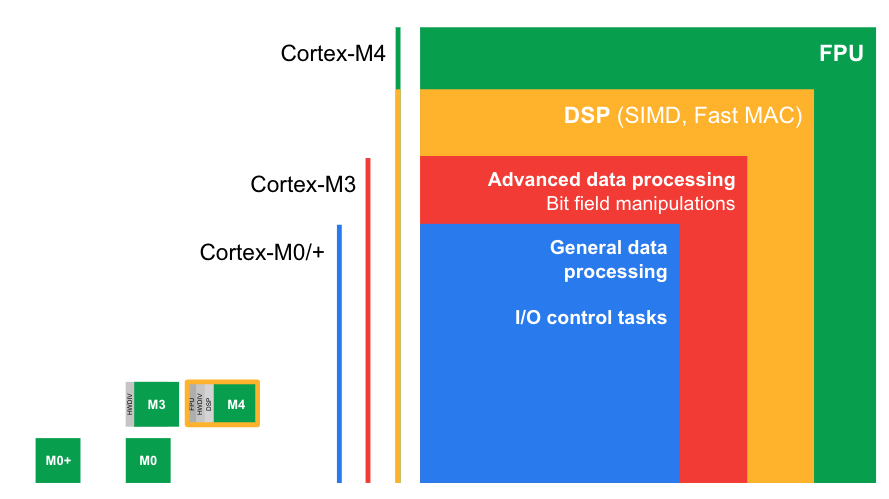 Cortex-M4
FPU
DSP (SIMD, Fast MAC)
Cortex-M3
Advanced data processing
Bit field manipulations
Cortex-M0/+
General data
processing
I/O control tasks
HWDIV
M3
FPU
HWDIV
DSP
M4
M0+
M0